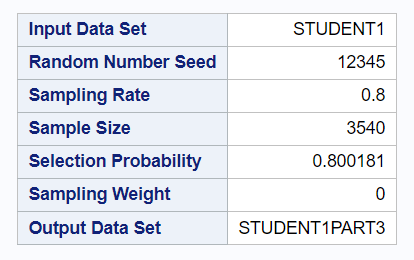 Input Data Set STUDENT1
Random Number Seed 12345
Sampling Rate 0.8
Sample Size 3540
Selection Probability 0.800181
Sampling Weight 0
Output Data Set STUDENT1PART3